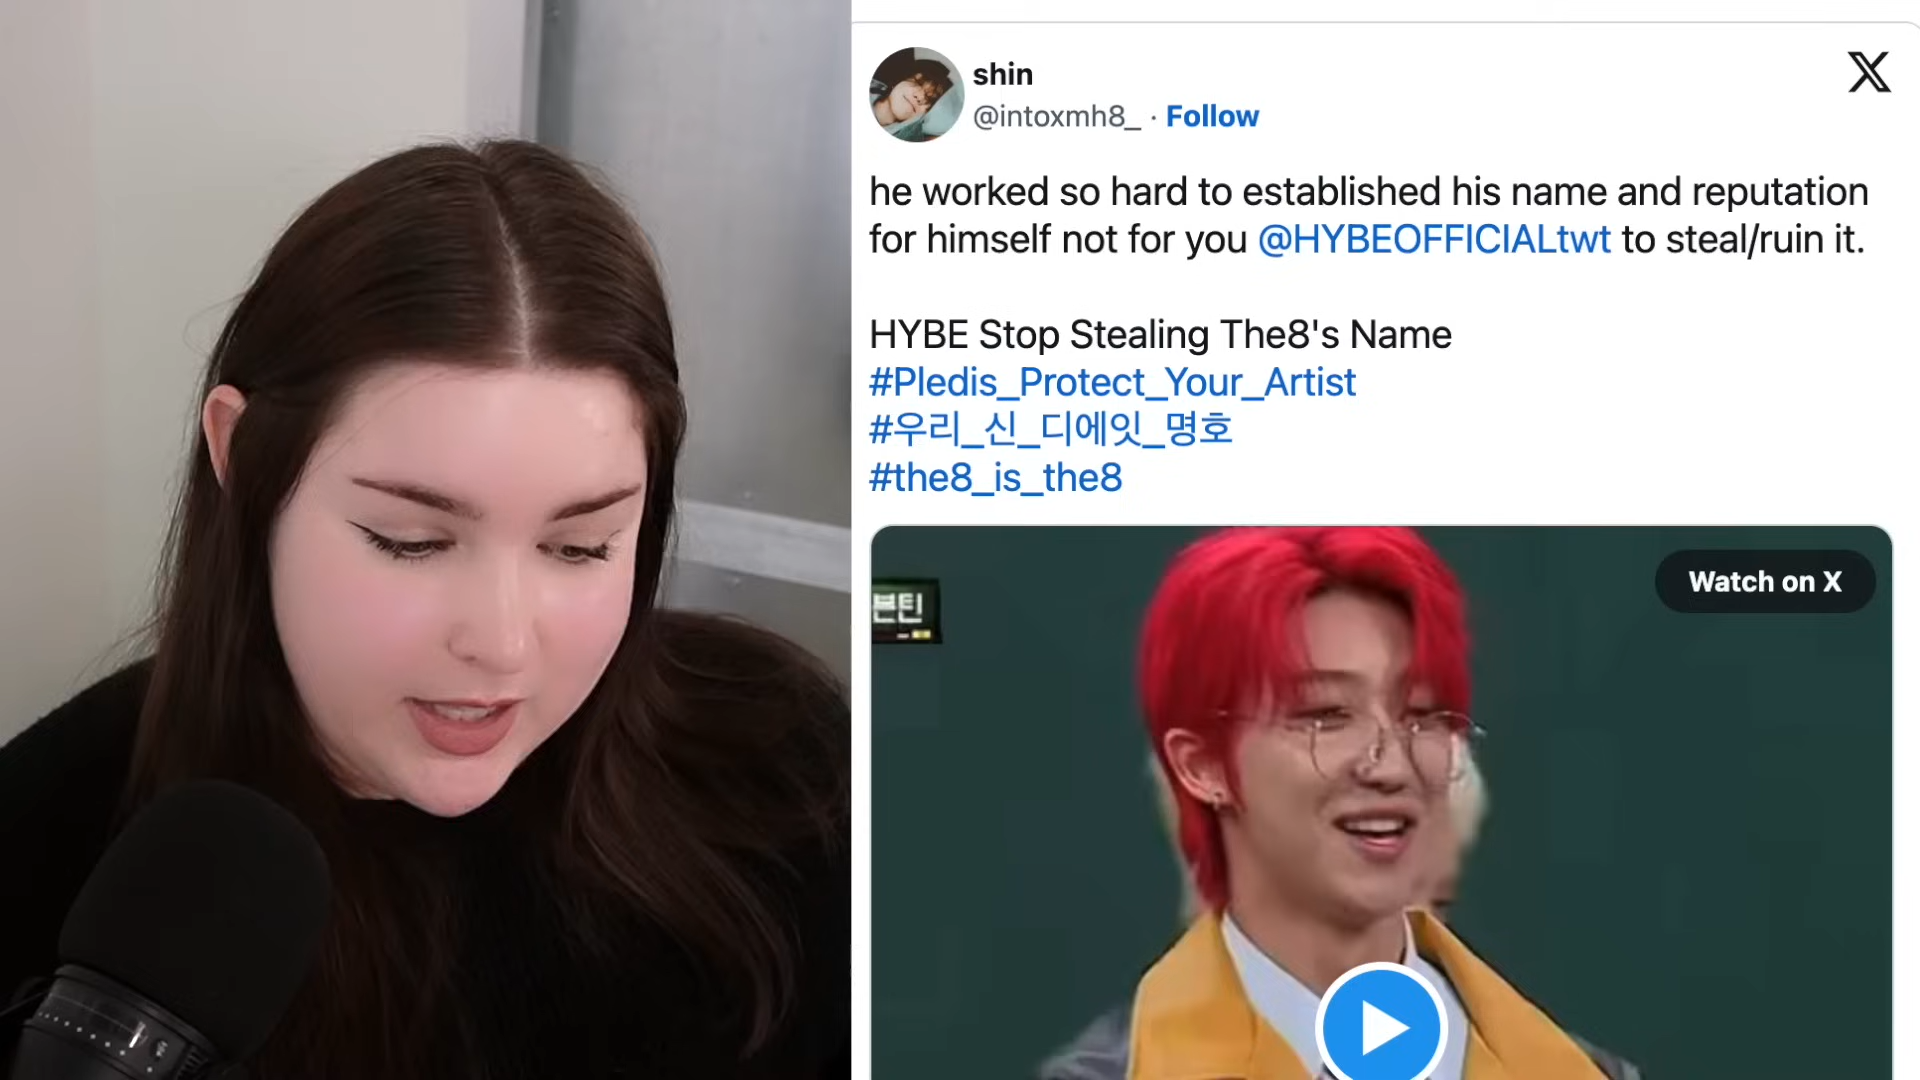 shin
@intoxmh8_ · Follow
he worked so hard to established his name and reputation
for himself not for you @HYBEOFFICIALtwt to steal/ruin it.
HYBE Stop Stealing The8's Name
#Pledis_Protect_Your_Artist
#우리_신_디에잇_명호
#the8_is_the8
Watch on X
븐틴